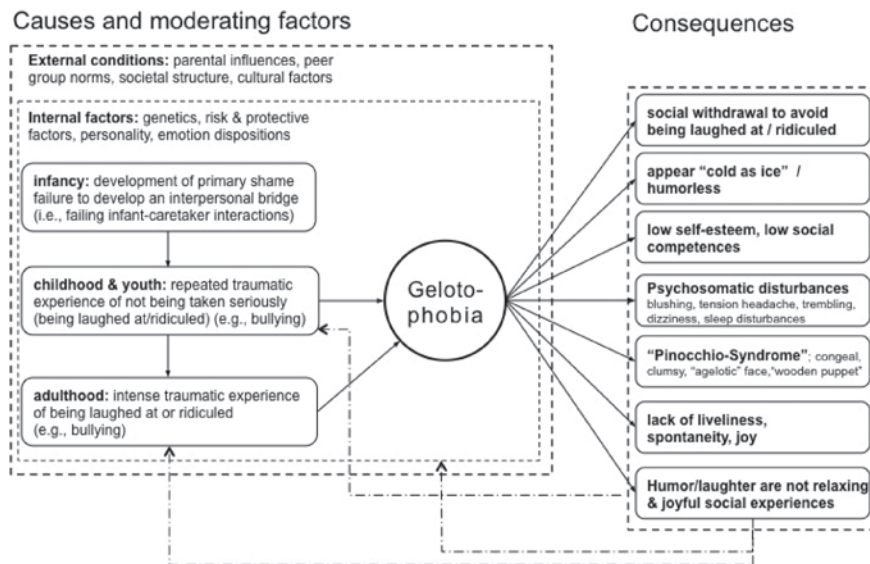 Causes and moderating factors
External conditions: parental influences, peer
group norms, societal structure, cultural factors
Internal factors: genetics, risk & protective
factors, personality, emotion dispositions
infancy: development of primary shame
failure to develop an interpersonal bridge
(i.e., failing infant-caretaker interactions)
childhood & youth: repeated traumatic
experience of not being taken seriously
(being laughed at/ridiculed) (e.g., bullying)
adulthood: intense traumatic experience
of being laughed at or ridiculed
(e.g., bullying)
Geloto-
phobia
Consequences
social withdrawal to avoid
being laughed at / ridiculed
appear “cold as ice” /
humorless
low self-esteem, low social
competences
Psychosomatic disturbances
blushing, tension headache, trembling,
dizziness, sleep disturbances
“Pinocchio-Syndrome”; congeal,
clumsy, “agelotic” face,“wooden puppet”
lack of liveliness,
spontaneity, joy
Humor/laughter are not relaxing
& joyful social experiences